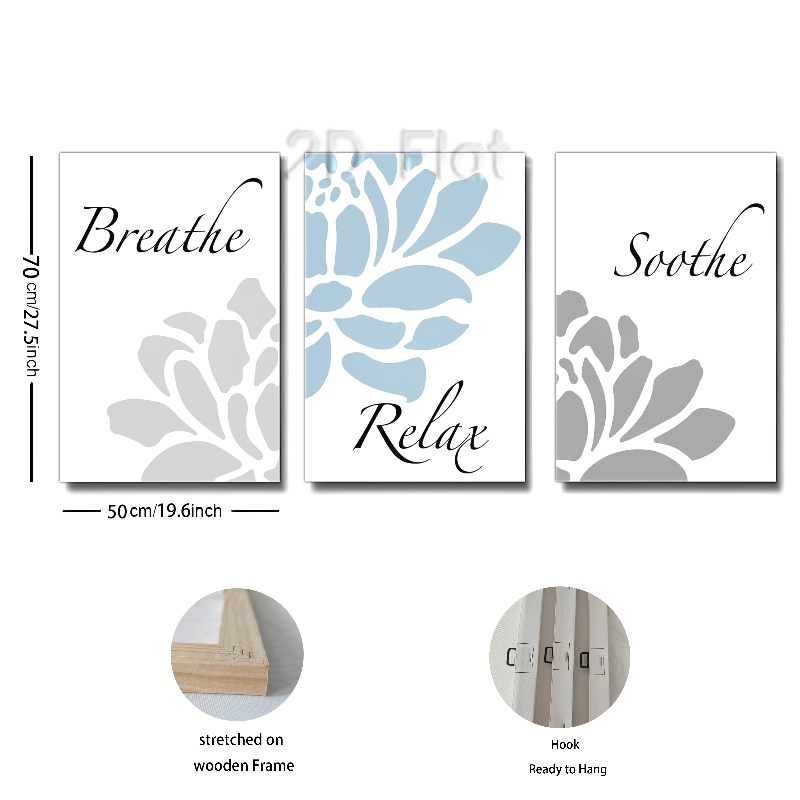 2D Flat
Breathe
Soothe
Relax
70 cm/27.5inch
50 cm/19.6inch
stretched on
wooden Frame
Hook
Ready to Hang